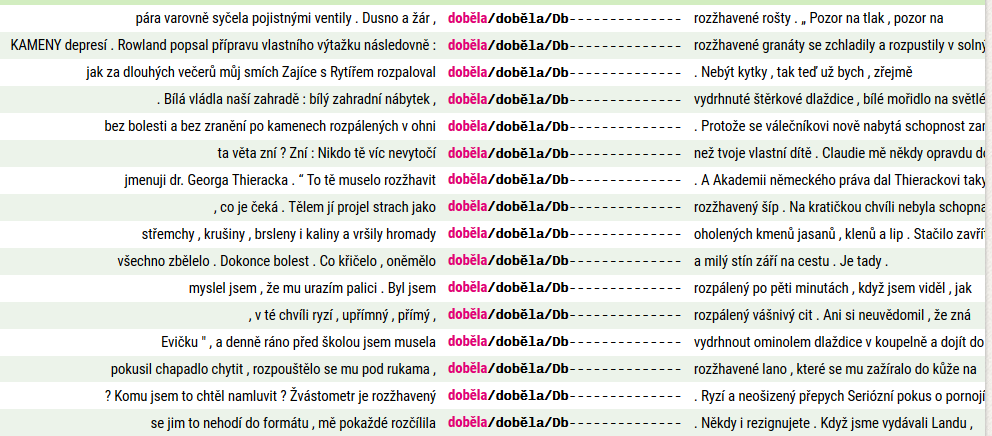 pára varovně syčela pojistnými ventily . Dusno a žár , doběla/doběla/Db-------------- rozžhavené rošty . „ Pozor na tlak , pozor na
KAMENY depresí . Rowland popsal přípravu vlastního výtažku následovně : doběla/doběla/Db-------------- rozžhavené granáty se zchladily a rozpustily v solný
jak za dlouhých večerů můj smích Zajíce s Rytířem rozpaloval doběla/doběla/Db-------------- . Nebýt kytky , tak teď už bych , zřejmě
. Bílá vládla naší zahradě : bílý zahradní nábytek , doběla/doběla/Db-------------- vydrhnuté štěrkové dlaždice , bílé mořidlo na světlé
bez bolesti a bez zranění po kamenech rozpálených v ohni doběla/doběla/Db-------------- . Protože se válečníkovi nově nabytá schopnost zar
ta věta zní ? Zní : Nikdo tě víc nevytočí doběla/doběla/Db-------------- než tvoje vlastní dítě . Claudie mě někdy opravdu
jmenuji dr. Georga Thieracka . “ To tě muselo rozžhavit doběla/doběla/Db-------------- . A Akademii německého práva dal Thierackovi taky
, co je čeká . Tělem jí projel strach jako doběla/doběla/Db-------------- rozžhavený šíp . Na kratičkou chvíli nebyla schopna
střemchy , krušiny , brsleny i kaliny a vršily hromady doběla/doběla/Db-------------- oholených kmenů jasanů , klenů a lip . Stačilo zavří
všechno zbělelo . Dokonce bolest . Co křičelo , oněmělo doběla/doběla/Db-------------- a milý stín září na cestu . Je tady .
myslel jsem , že mu urazím palici . Byl jsem doběla/doběla/Db-------------- rozpálený po pěti minutách , když jsem viděl , jak
, v té chvíli ryzí , upřímný , přímý , doběla/doběla/Db-------------- rozpálený vášnivý cit . Ani si neuvědomil , že zná
Evičku " , a denně ráno před školou jsem musela doběla/doběla/Db-------------- vydrhnout ominolem dlaždice v koupelně a dojít do
pokusil chapadlo chytit , rozpouštělo se mu pod rukama , doběla/doběla/Db-------------- rozžhavené lano , které se mu zažíralo do kůže na
? Komu jsem to chtěl namluvit ? Žvástometr je rozžhavený doběla/doběla/Db-------------- . Ryzí a neošizený přepych Seriózní pokus o pornojí
se jim to nehodí do formátu , mě pokaždé rozčílila doběla/doběla/Db-------------- . Někdy i rezignujete . Když jsme vydávali Landu ,